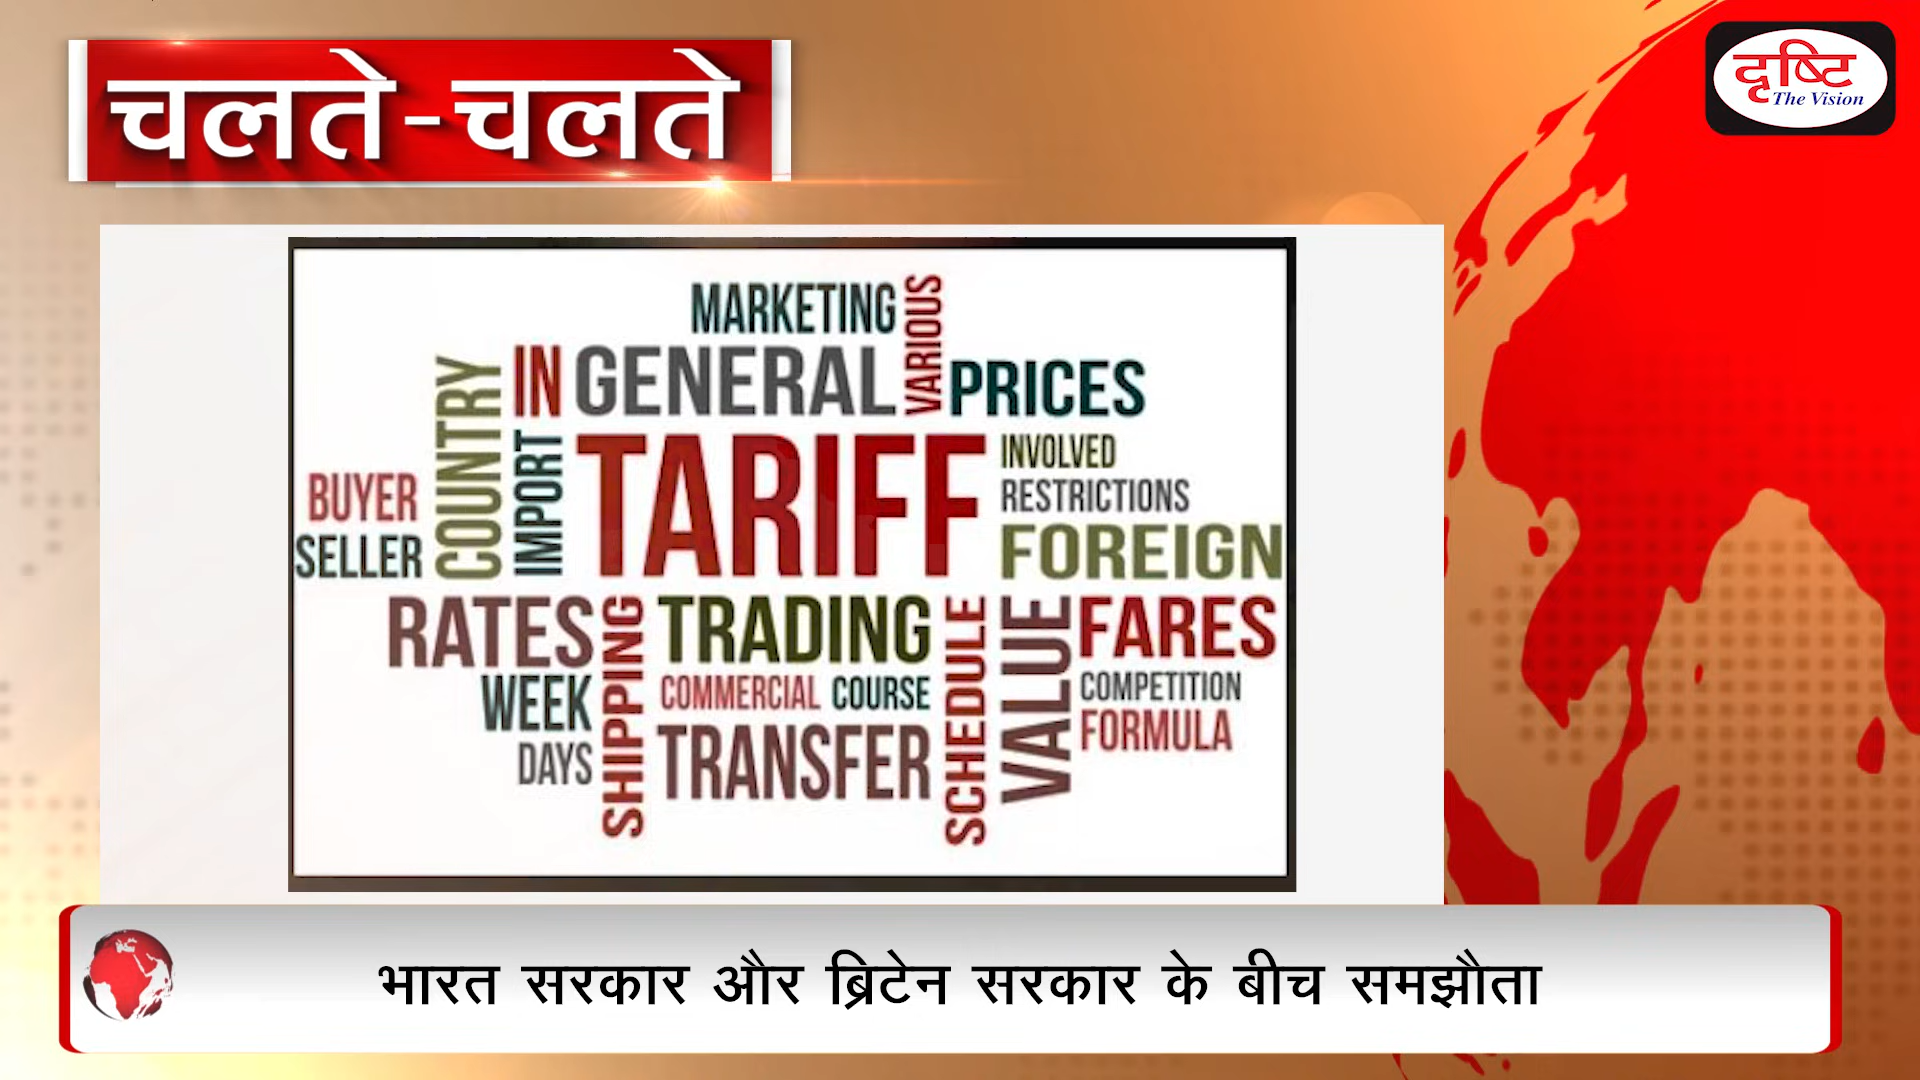 चलते-चलते
दृष्टि
The Vision
MARKETING
VARIOUS
COUNTRY
IN GENERAL
PRICES
IMPORT
TARIFF
INVOLVED
RESTRICTIONS
BUYER
SELLER
FOREIGN
RATES
SHIPPING
TRADING
SCHEDULE
VALUE
FARES
WEEK
COMMERCIAL COURSE
COMPETITION
DAYS
TRANSFER
FORMULA
भारत सरकार और ब्रिटेन सरकार के बीच समझौता